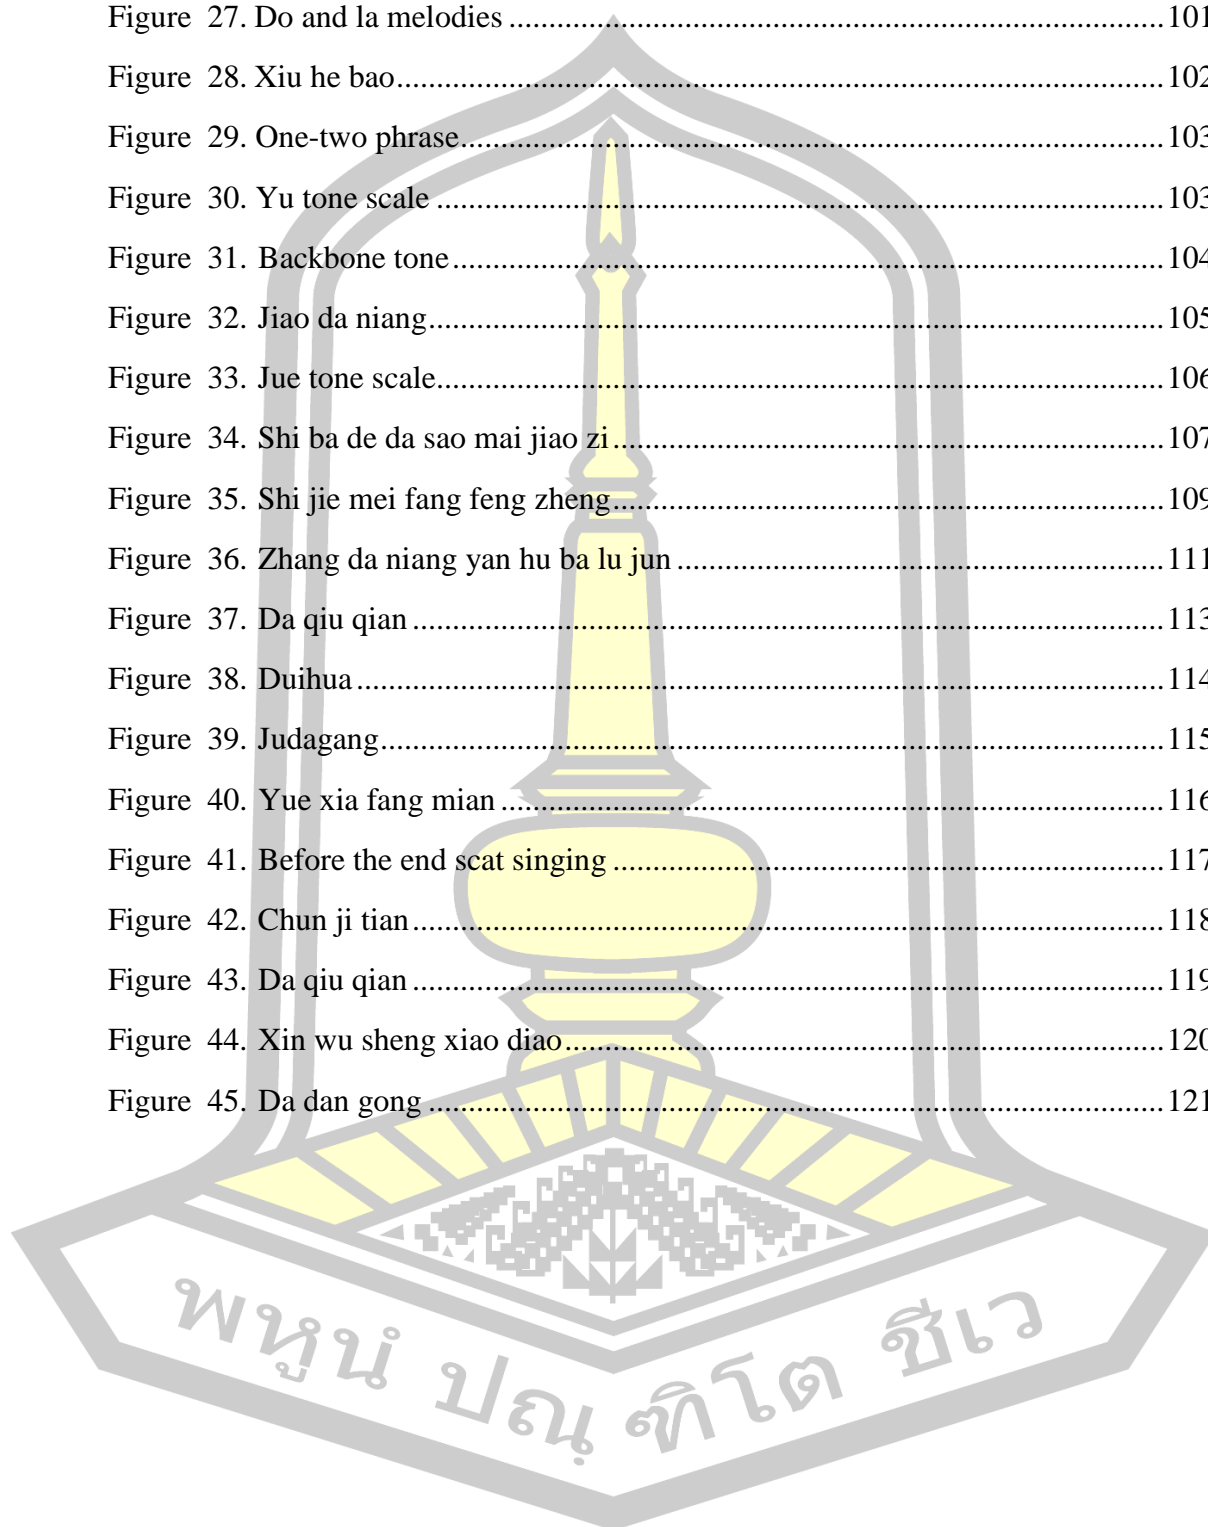 Figure 27. Do and la melodies ........ 101
Figure 28. Xiu he bao ........ 102
Figure 29. One-two phrase ........ 103
Figure 30. Yu tone scale ........ 103
Figure 31. Backbone tone ........ 104
Figure 32. Jiao da niang ........ 105
Figure 33. Jue tone scale ........ 106
Figure 34. Shi ba de da sao mai jiao zi ........ 107
Figure 35. Shi jie mei fang feng zheng ........ 109
Figure 36. Zhang da niang yan hu ba lu jun ........ 111
Figure 37. Da qiu qian ........ 113
Figure 38. Duihua ........ 114
Figure 39. Judagang ........ 115
Figure 40. Yue xia fang mian ........ 116
Figure 41. Before the end scat singing ........ 117
Figure 42. Chun ji tian ........ 118
Figure 43. Da qiu qian ........ 119
Figure 44. Xin wu sheng xiao diao ........ 120
Figure 45. Da dan gong ........ 121
พหูนํ ปณฺฑิโต ชีเว